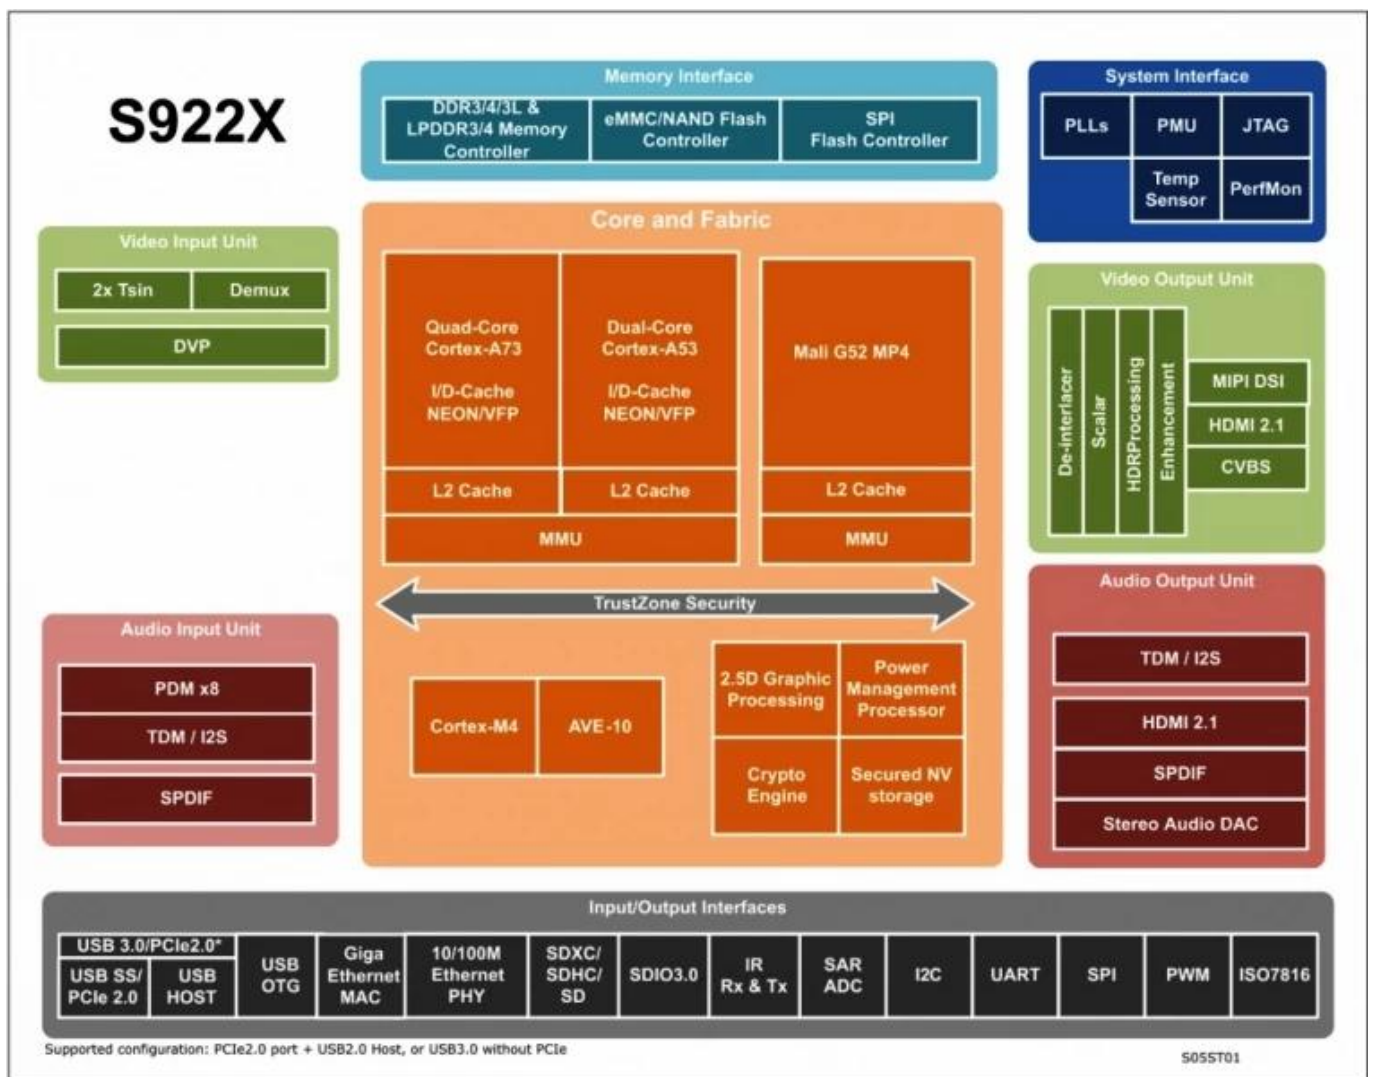 S922X
Memory Interface
DDR3/4/3L &
LPDDR3/4 Memory
Controller
eMMC/NAND Flash
Controller
SPI
Flash Controller
System Interface
PLLs
PMU
JTAG
Temp
Sensor
PerfMon
Video Input Unit
2x Tsin
Demux
DVP
Core and Fabric
Quad-Core
Cortex-A73
I/D-Cache
NEON/VFP
Dual-Core
Cortex-A53
I/D-Cache
NEON/VFP
Mali G52 MP4
L2 Cache
L2 Cache
L2 Cache
MMU
MMU
TrustZone Security
Cortex-M4
AVE-10
2.5D Graphic
Processing
Power
Management
Processor
Crypto
Engine
Secured NV
storage
Video Output Unit
De-interlacer
Scalar
HDRProcessing
Enhancement
MIPI DSI
HDMI 2.1
CVBS
Audio Input Unit
PDM x8
TDM / I2S
SPDIF
Audio Output Unit
TDM / I2S
HDMI 2.1
SPDIF
Stereo Audio DAC
Input/Output Interfaces
USB 3.0/PCIe2.0*
USB SS/
PCIe 2.0
USB
HOST
USB
OTG
Giga
Ethernet
MAC
10/100M
Ethernet
PHY
SDXC/
SDHC/
SD
SDIO3.0
IR
Rx & Tx
SAR
ADC
I2C
UART
SPI
PWM
ISO7816
Supported configuration: PCIe2.0 port + USB2.0 Host, or USB3.0 without PCIe
S05ST01